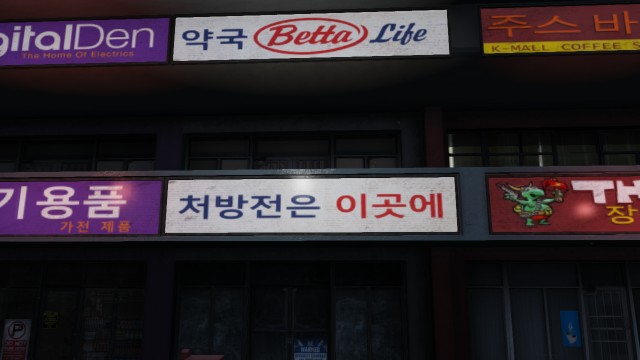 gitalDen
The Home Of Electrics
약국 Betta Life
주스 바
K-MALL COFFEE
기용품
가전 제품
처방전은 이곳에
TH
장